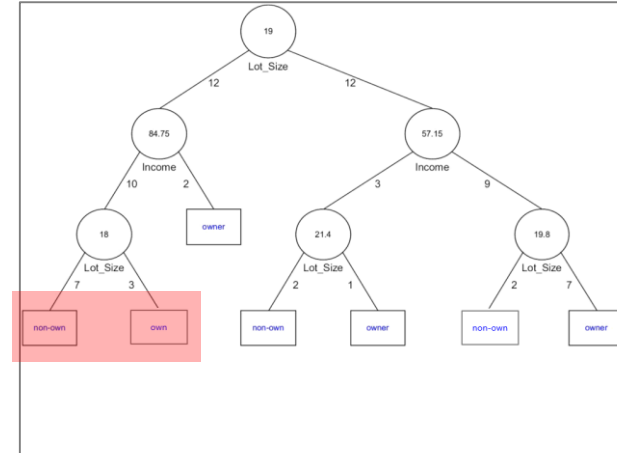 19
Lot_Size
12 12
84.75 57.15
Income Income
10 2 3 9
owner
18 21.4 19.8
Lot_Size Lot_Size Lot_Size
7 3 2 1 2 7
non-own own non-own owner non-own owner